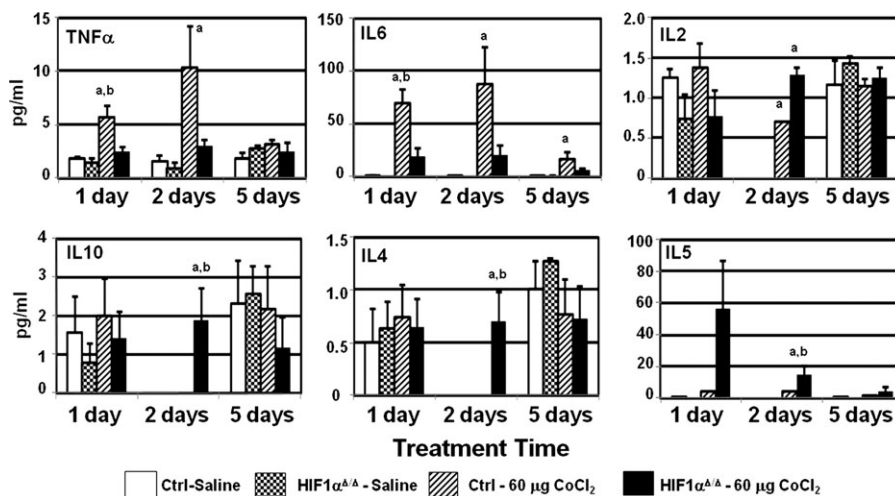 TNFα
IL6
IL2
pg/ml
15
10
5
0
a,b
a
1 day 2 days 5 days
150
100
50
0
a,b
a
a
1 day 2 days 5 days
2.0
1.5
1.0
0.5
0
a
a
1 day 2 days 5 days
IL10
IL4
IL5
pg/ml
4
3
2
1
0
a,b
1 day 2 days 5 days
1.5
1.0
0.5
0
a,b
1 day 2 days 5 days
100
80
60
40
20
0
a,b
1 day 2 days 5 days
Treatment Time
Ctrl-Saline HIF1α^Δ/Δ - Saline Ctrl - 60 μg CoCl₂ HIF1α^Δ/Δ - 60 μg CoCl₂